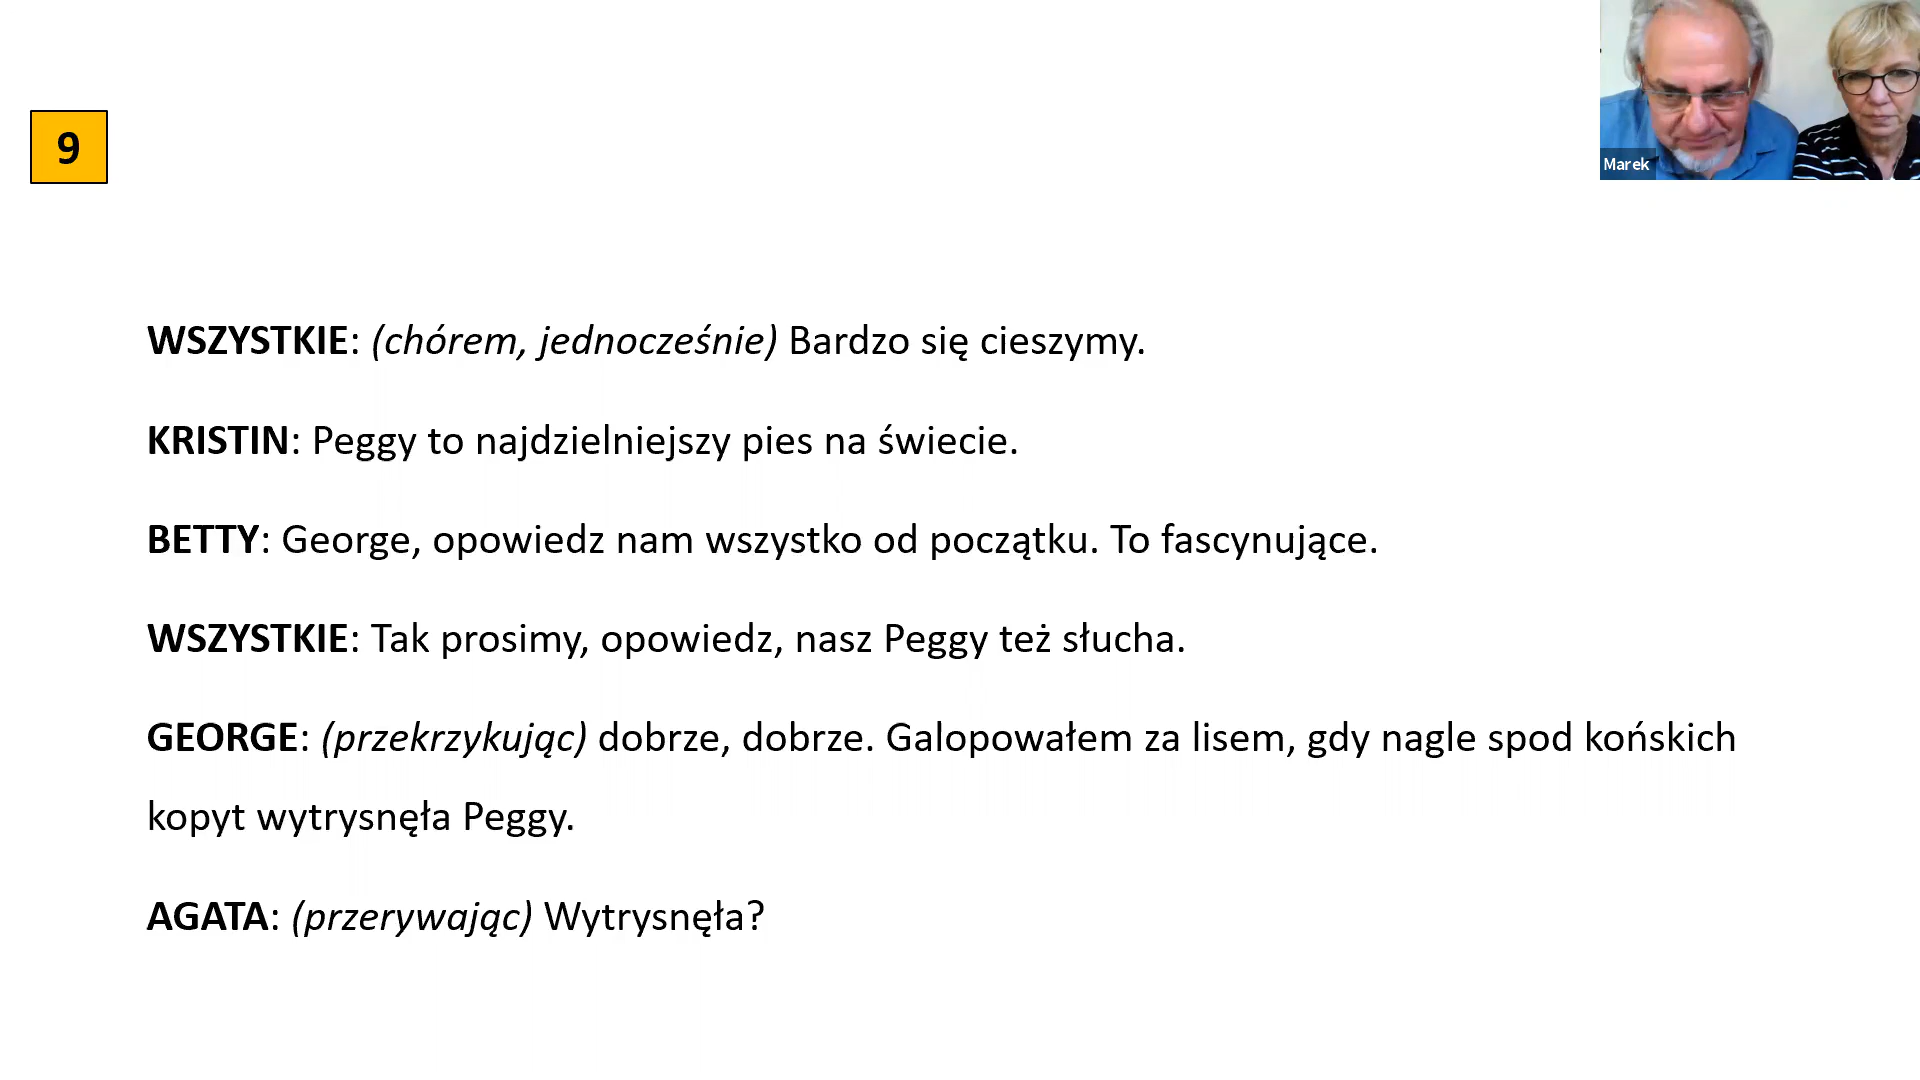 Marek
9
WSZYSTKIE: (chórem, jednocześnie) Bardzo się cieszymy.
KRISTIN: Peggy to najdzielniejszy pies na świecie.
BETTY: George, opowiedz nam wszystko od początku. To fascynujące.
WSZYSTKIE: Tak prosimy, opowiedz, nasz Peggy też słucha.
GEORGE: (przekrzykując) dobrze, dobrze. Galopowałem za lisem, gdy nagle spod końskich
kopyt wytrysnęła Peggy.
AGATA: (przerywając) Wytrysnęła?